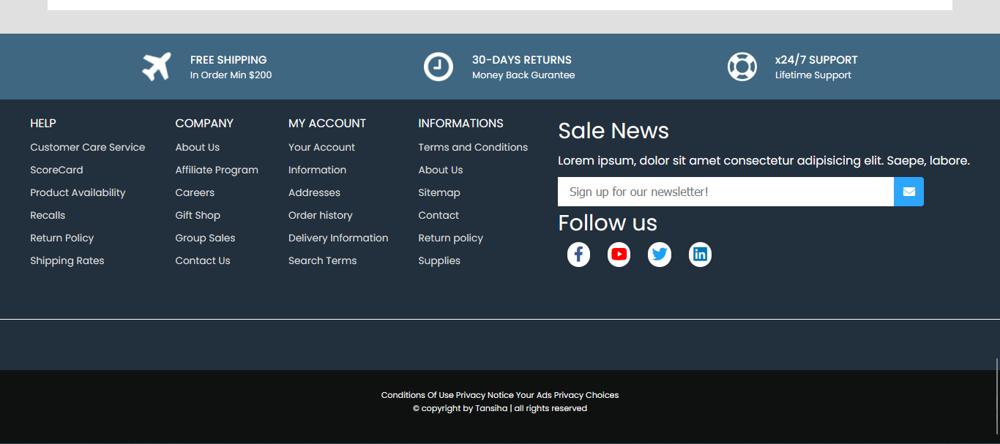 FREE SHIPPING
In Order Min $200
30-DAYS RETURNS
Money Back Gurantee
x24/7 SUPPORT
Lifetime Support
HELP
Customer Care Service
ScoreCard
Product Availability
Recalls
Return Policy
Shipping Rates
COMPANY
About Us
Affiliate Program
Careers
Gift Shop
Group Sales
Contact Us
MY ACCOUNT
Your Account
Information
Addresses
Order history
Delivery Information
Search Terms
INFORMATIONS
Terms and Conditions
About Us
Sitemap
Contact
Return policy
Supplies
Sale News
Lorem ipsum, dolor sit amet consectetur adipisicing elit. Saepe, labore.
Sign up for our newsletter!
Follow us
Conditions Of Use Privacy Notice Your Ads Privacy Choices
© copyright by Tansiha | all rights reserved